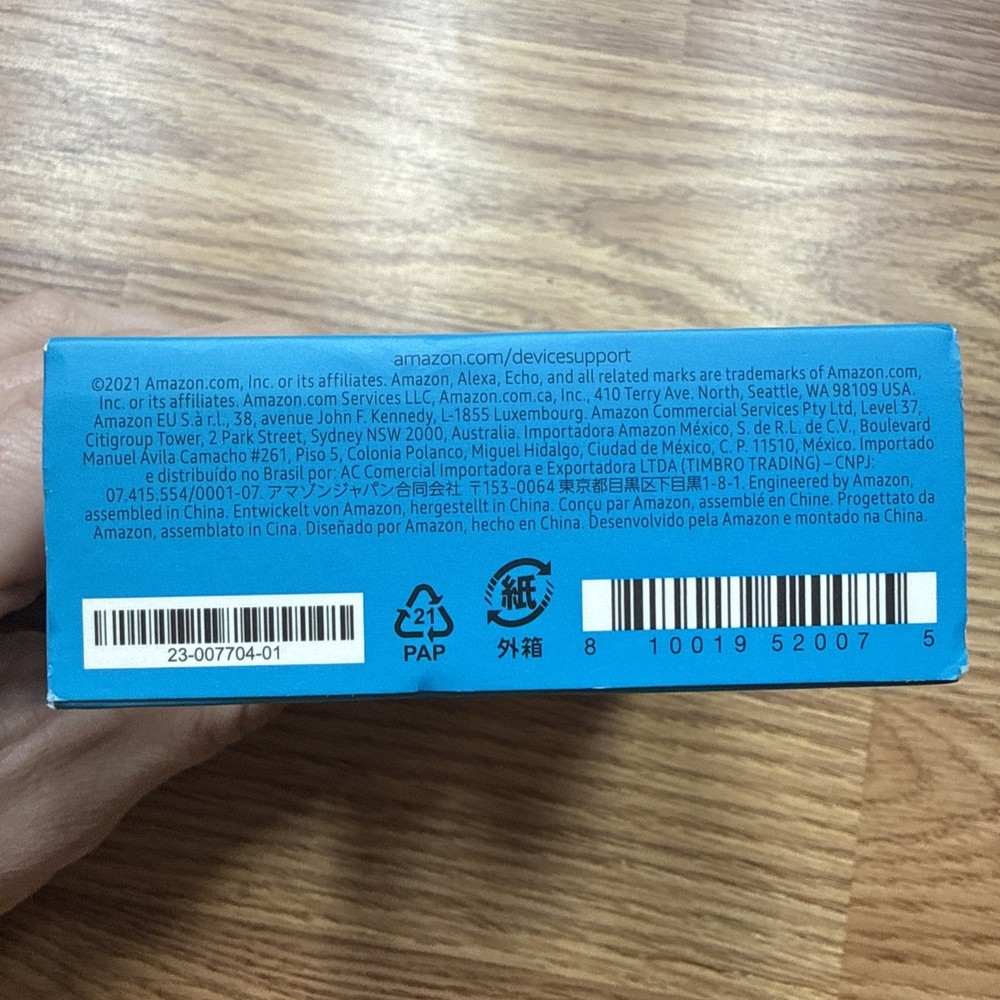 amazon.com/devicesupport
©2021 Amazon.com, Inc. or its affiliates. Amazon, Alexa, Echo, and all related marks are trademarks of Amazon.com,
Inc. or its affiliates. Amazon.com Services LLC, Amazon.com.ca, Inc., 410 Terry Ave. North, Seattle, WA 98109 USA.
Amazon EU S.à r.l., 38, avenue John F. Kennedy, L-1855 Luxembourg. Amazon Commercial Services Pty Ltd, Level 37,
Citigroup Tower, 2 Park Street, Sydney NSW 2000, Australia. Importadora Amazon México, S. de R.L. de C.V., Boulevard
Manuel Ávila Camacho #261, Piso 5, Colonia Polanco, Miguel Hidalgo, Ciudad de México, C. P. 11510, México. Importado
e distribuído no Brasil por: AC Comercial Importadora e Exportadora LTDA (TIMBRO TRADING) – CNPJ:
07.415.554/0001-07. アマゾンジャパン合同会社 〒153-0064 東京都目黒区下目黒1-8-1. Engineered by Amazon,
assembled in China. Entwickelt von Amazon, hergestellt in China. Conçu par Amazon, assemblé en Chine. Progettato da
Amazon, assemblato in Cina. Diseñado por Amazon, hecho en China. Desenvolvido pela Amazon e montado na China.
23-007704-01
21
PAP
紙
外箱
8 10019 52007 5